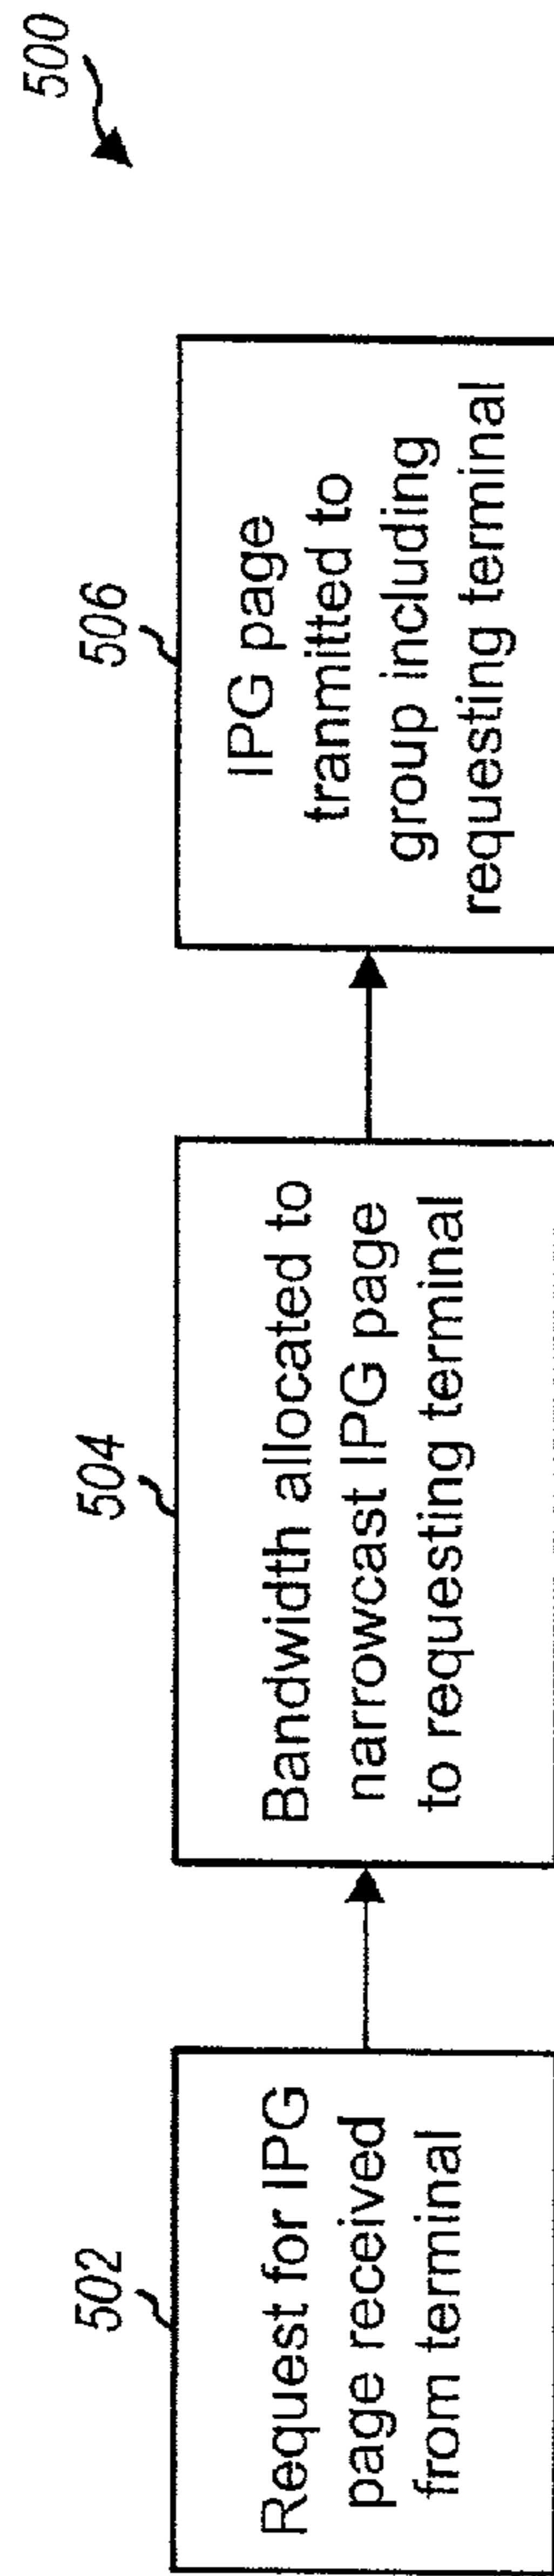 500
502
Request for IPG
page received
from terminal
504
Bandwidth allocated to
narrowcast IPG page
to requesting terminal
506
IPG page
tranmitted to
group including
requesting terminal